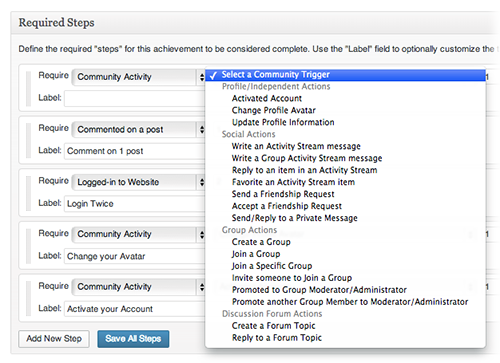 Required Steps
Define the required "steps" for this achievement to be considered complete. Use the "Label" field to optionally customize the
Require Community Activity
✓ Select a Community Trigger
1
Label:
Profile/Independent Actions
Activated Account
Change Profile Avatar
Update Profile Information
Social Actions
Write an Activity Stream message
Write a Group Activity Stream message
Reply to an item in an Activity Stream
Favorite an Activity Stream item
Send a Friendship Request
Accept a Friendship Request
Send/Reply to a Private Message
Group Actions
Create a Group
Join a Group
Join a Specific Group
Invite someone to Join a Group
Promoted to Group Moderator/Administrator
Promote another Group Member to Moderator/Administrator
Discussion Forum Actions
Create a Forum Topic
Reply to a Forum Topic
Require Commented on a post
Label: Comment on 1 post
Require Logged-in to Website
Label: Login Twice
Require Community Activity
1
Label: Change your Avatar
Require Community Activity
1
Label: Activate your Account
Add New Step
Save All Steps